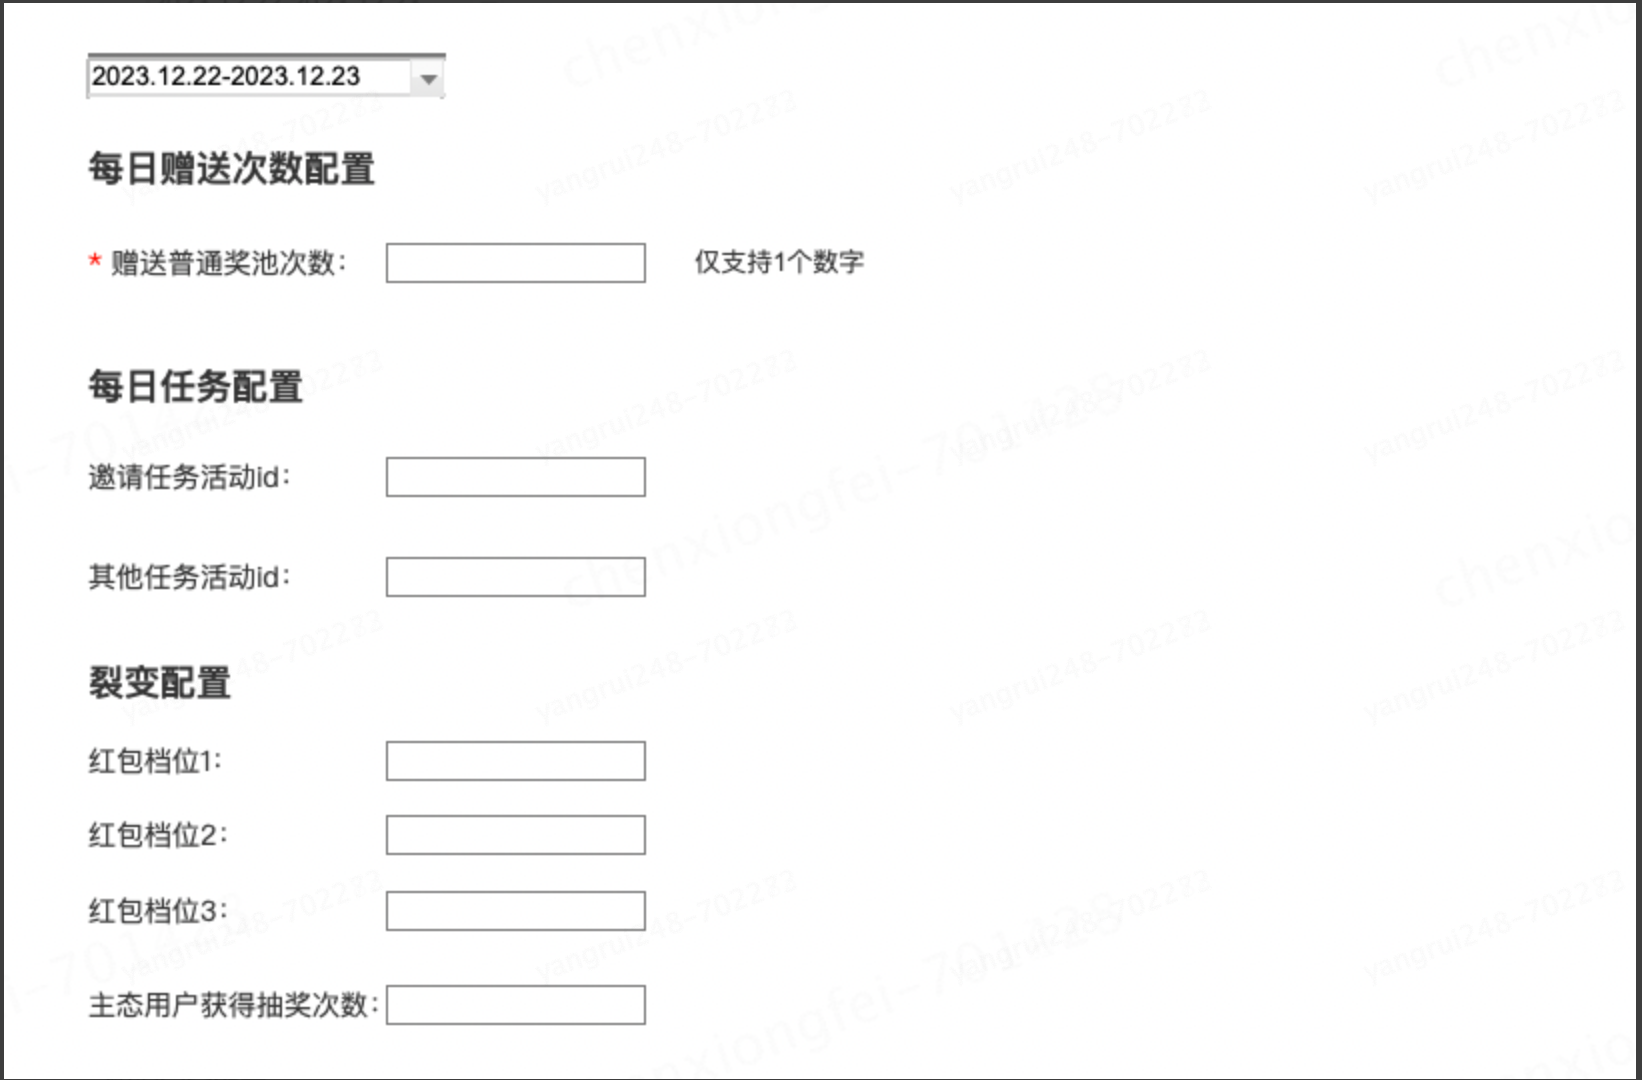 2023.12.22-2023.12.23
每日赠送次数配置
* 赠送普通奖池次数： 仅支持1个数字
每日任务配置
邀请任务活动id：
其他任务活动id：
裂变配置
红包档位1：
红包档位2：
红包档位3：
主态用户获得抽奖次数：